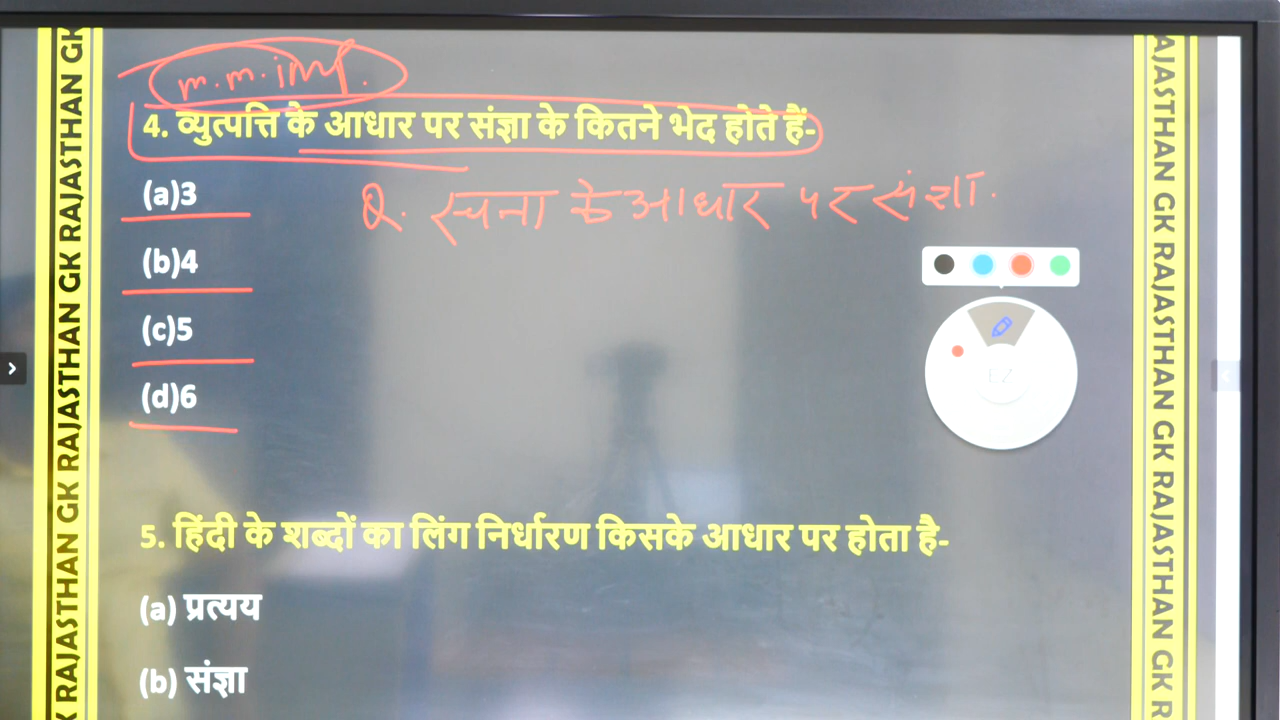 m.m.imp.
4. व्युत्पत्ति के आधार पर संज्ञा के कितने भेद होते हैं-
(a)3
Q. रचना के आधार पर संज्ञा.
(b)4
(c)5
(d)6
5. हिंदी के शब्दों का लिंग निर्धारण किसके आधार पर होता है-
(a) प्रत्यय
(b) संज्ञा
RAJASTHAN GK RAJASTHAN GK RAJASTHAN GK
AJASTHAN GK RAJASTHAN GK RAJASTHAN GK R